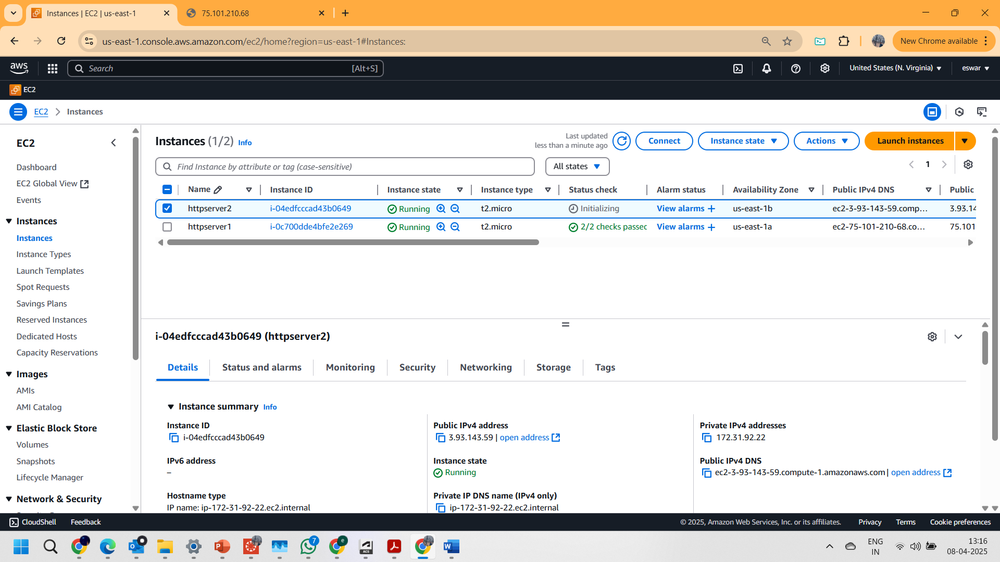 Instances | EC2 | us-east-1
75.101.210.68
us-east-1.console.aws.amazon.com/ec2/home?region=us-east-1#Instances:
New Chrome available
aws
Search
[Alt+S]
United States (N. Virginia)
eswar
EC2
EC2
Instances
EC2
Dashboard
EC2 Global View
Events
Instances
Instances
Instance Types
Launch Templates
Spot Requests
Savings Plans
Reserved Instances
Dedicated Hosts
Capacity Reservations
Images
AMIs
AMI Catalog
Elastic Block Store
Volumes
Snapshots
Lifecycle Manager
Network & Security
Instances (1/2) Info
Last updated
less than a minute ago
Connect
Instance state
Actions
Launch instances
Find Instance by attribute or tag (case-sensitive)
All states
1
Name Instance ID Instance state Instance type Status check Alarm status Availability Zone Public IPv4 DNS Public
httpserver2 i-04edfcccad43b0649 Running t2.micro Initializing View alarms + us-east-1b ec2-3-93-143-59.comp... 3.93.14
httpserver1 i-0c700dde4bfe2e269 Running t2.micro 2/2 checks passec View alarms + us-east-1a ec2-75-101-210-68.co... 75.101
i-04edfcccad43b0649 (httpserver2)
Details
Status and alarms
Monitoring
Security
Networking
Storage
Tags
Instance summary Info
Instance ID
i-04edfcccad43b0649
Public IPv4 address
3.93.143.59 | open address
Private IPv4 addresses
172.31.92.22
IPv6 address
–
Instance state
Running
Public IPv4 DNS
ec2-3-93-143-59.compute-1.amazonaws.com | open address
Hostname type
IP name: ip-172-31-92-22.ec2.internal
Private IP DNS name (IPv4 only)
ip-172-31-92-22.ec2.internal
CloudShell
Feedback
© 2025, Amazon Web Services, Inc. or its affiliates.
Privacy
Terms
Cookie preferences
7
ACS
ENG
IN
13:16
08-04-2025